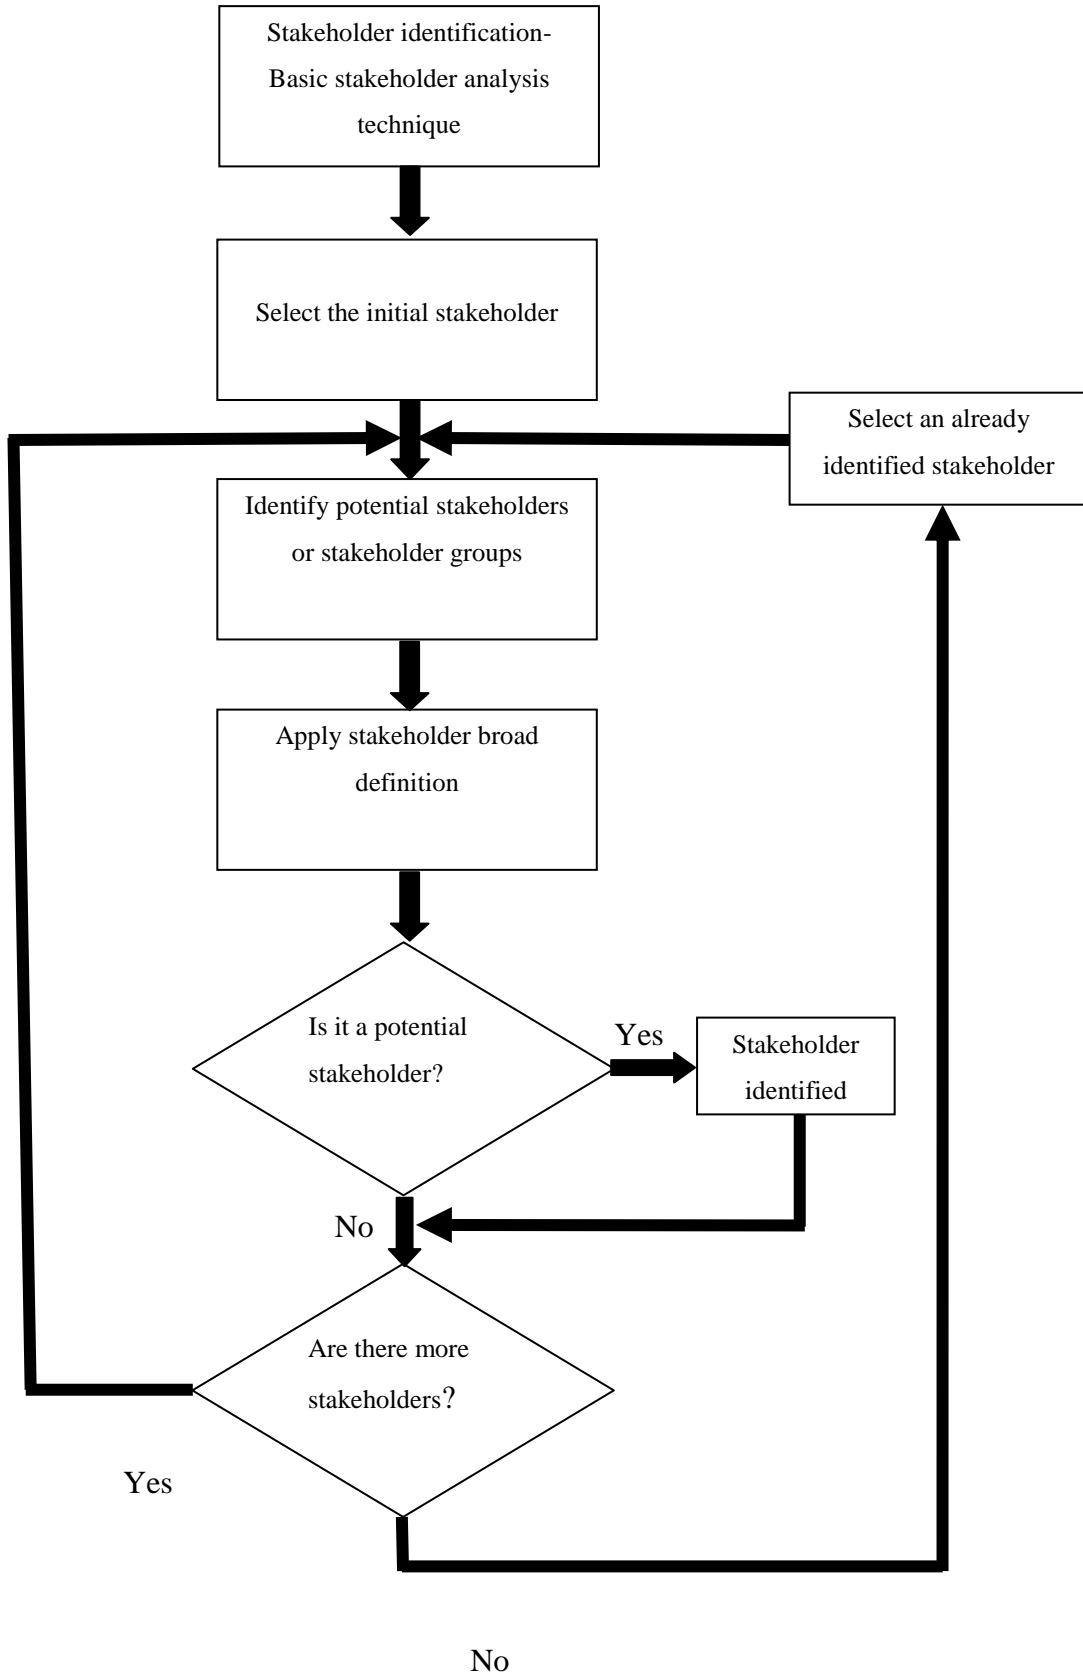 Stakeholder identification-
Basic stakeholder analysis
technique
Select the initial stakeholder
Select an already
identified stakeholder
Identify potential stakeholders
or stakeholder groups
Apply stakeholder broad
definition
Is it a potential
stakeholder?
Yes
Stakeholder
identified
No
Are there more
stakeholders?
Yes
No